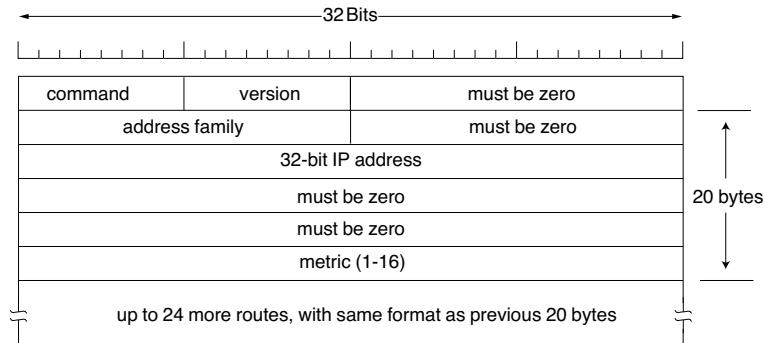 32 Bits
command version must be zero
address family must be zero
32-bit IP address
must be zero
20 bytes
must be zero
metric (1-16)
up to 24 more routes, with same format as previous 20 bytes